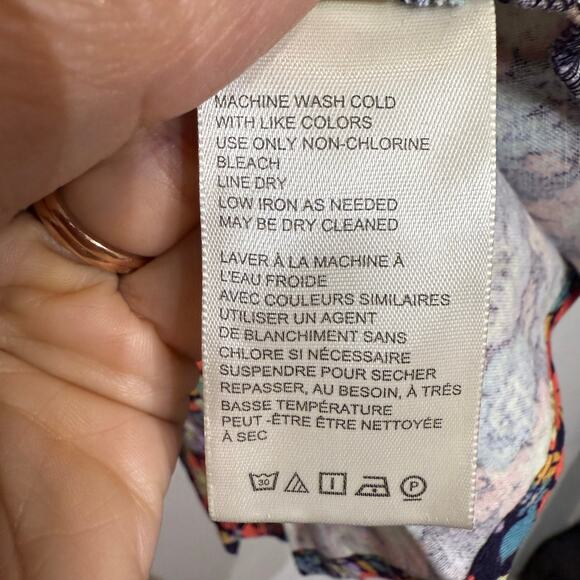 MACHINE WASH COLD
WITH LIKE COLORS
USE ONLY NON-CHLORINE
BLEACH
LINE DRY
LOW IRON AS NEEDED
MAY BE DRY CLEANED
LAVER À LA MACHINE À
L'EAU FROIDE
AVEC COULEURS SIMILAIRES
UTILISER UN AGENT
DE BLANCHIMENT SANS
CHLORE SI NÉCESSAIRE
SUSPENDRE POUR SECHER
REPASSER, AU BESOIN, À TRÉS
BASSE TEMPÉRATURE
PEUT -ÊTRE ÊTRE NETTOYÉE
À SEC
30 P